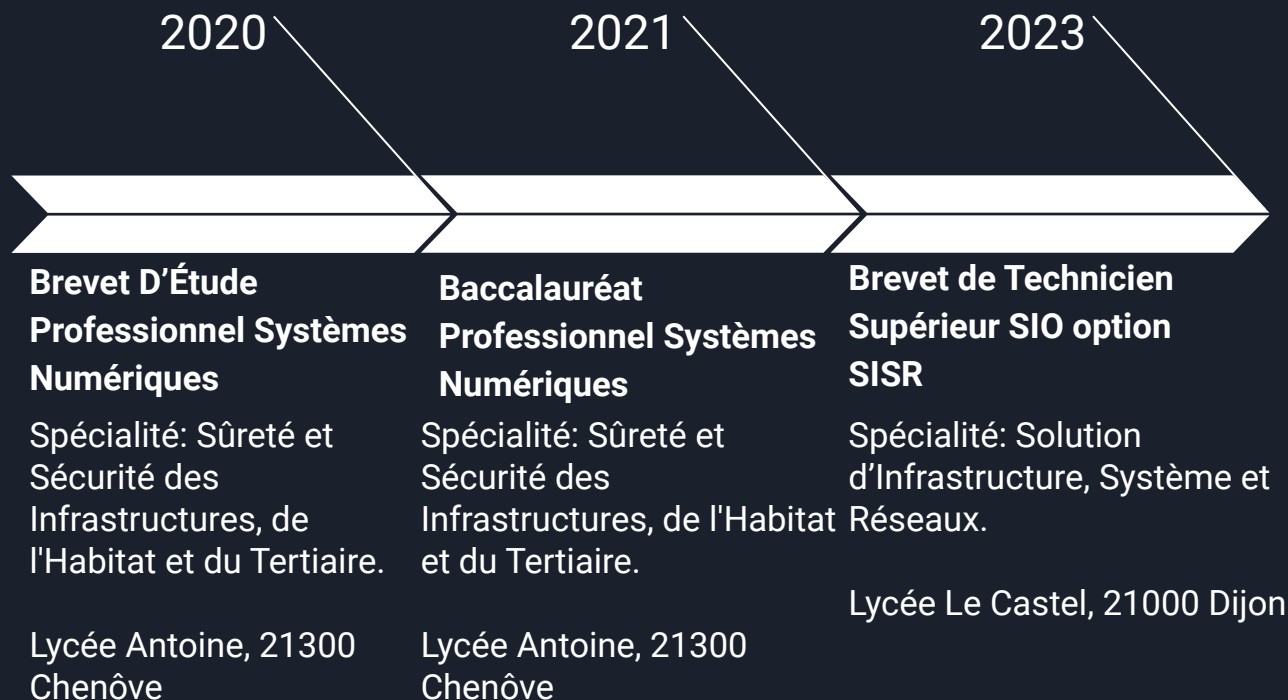 2020
2021
2023
Brevet D’Étude
Professionnel Systèmes
Numériques
Spécialité: Sûreté et
Sécurité des
Infrastructures, de
l'Habitat et du Tertiaire.
Lycée Antoine, 21300
Chenôve
Baccalauréat
Professionnel Systèmes
Numériques
Spécialité: Sûreté et
Sécurité des
Infrastructures, de l'Habitat
et du Tertiaire.
Lycée Antoine, 21300
Chenôve
Brevet de Technicien
Supérieur SIO option
SISR
Spécialité: Solution
d’Infrastructure, Système et
Réseaux.
Lycée Le Castel, 21000 Dijon